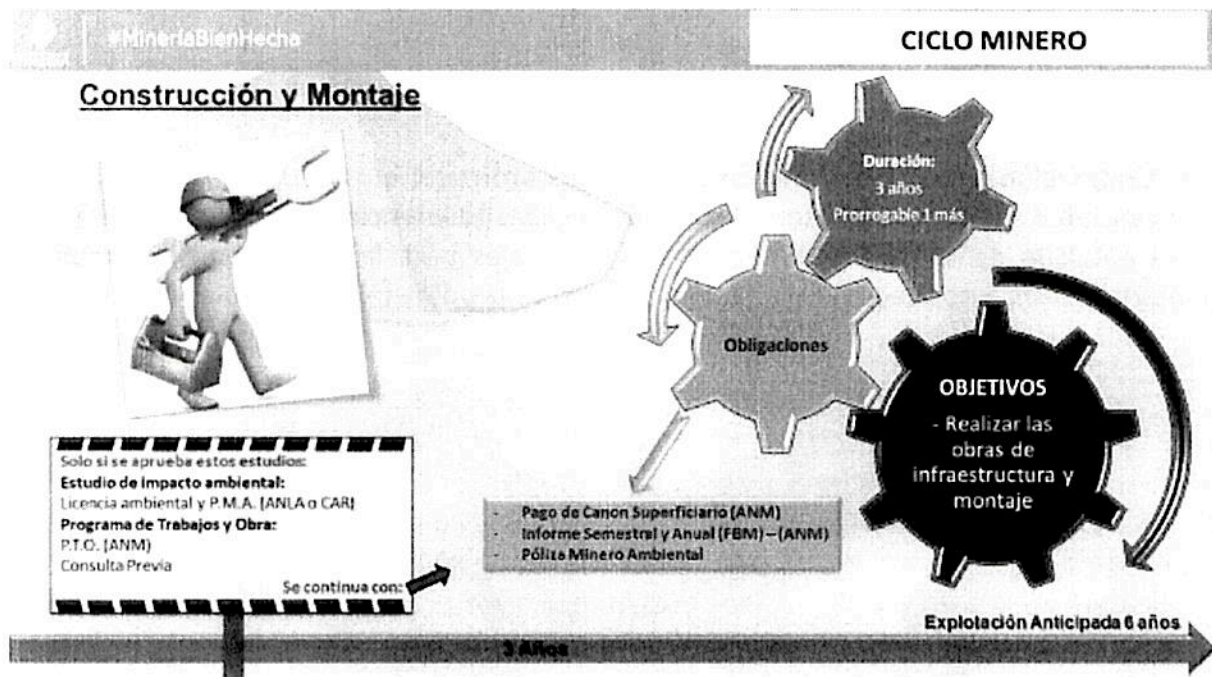 #MineríaBienHecha
CICLO MINERO
Construcción y Montaje
Duración:
3 años
Prorrogable 1 más
Obligaciones
OBJETIVOS
- Realizar las
obras de
infraestructura y
montaje
Solo si se aprueba estos estudios:
Estudio de impacto ambiental:
Licencia ambiental y P.M.A. (ANLA o CAR)
Programa de Trabajos y Obra:
P.T.O. (ANM)
Consulta Previa
Se continua con:
- Pago de Canon Superficiario (ANM)
- Informe Semestral y Anual (FBM) – (ANM)
- Póliza Minero Ambiental
Explotación Anticipada 6 años
3 Años